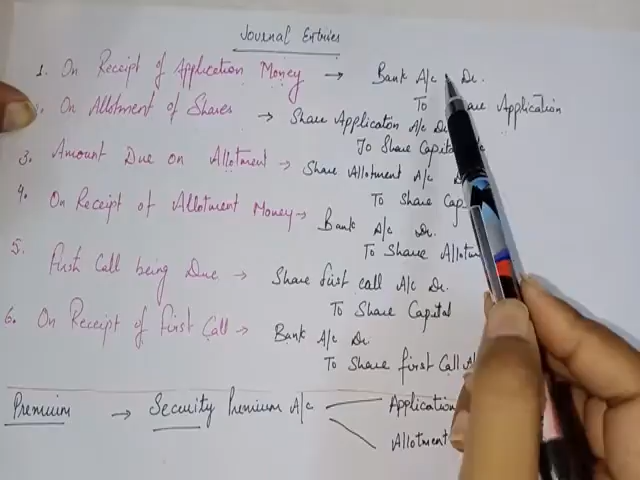 Journal Entries
1. On Receipt of Application Money → Bank A/c Dr.
To Share Application
On Allotment of Shares → Share Application A/c Dr
To Share Capital
3. Amount Due on Allotment → Share Allotment A/c
To Share Cap
4. On Receipt of Allotment Money → Bank A/c Dr.
To Share Allotm
5. First Call being Due → Share first call A/c Dr.
To Share Capital
6. On Receipt of First Call → Bank A/c Dr
To Share first Call A/
Premium → Security Premium A/c
Application
Allotment